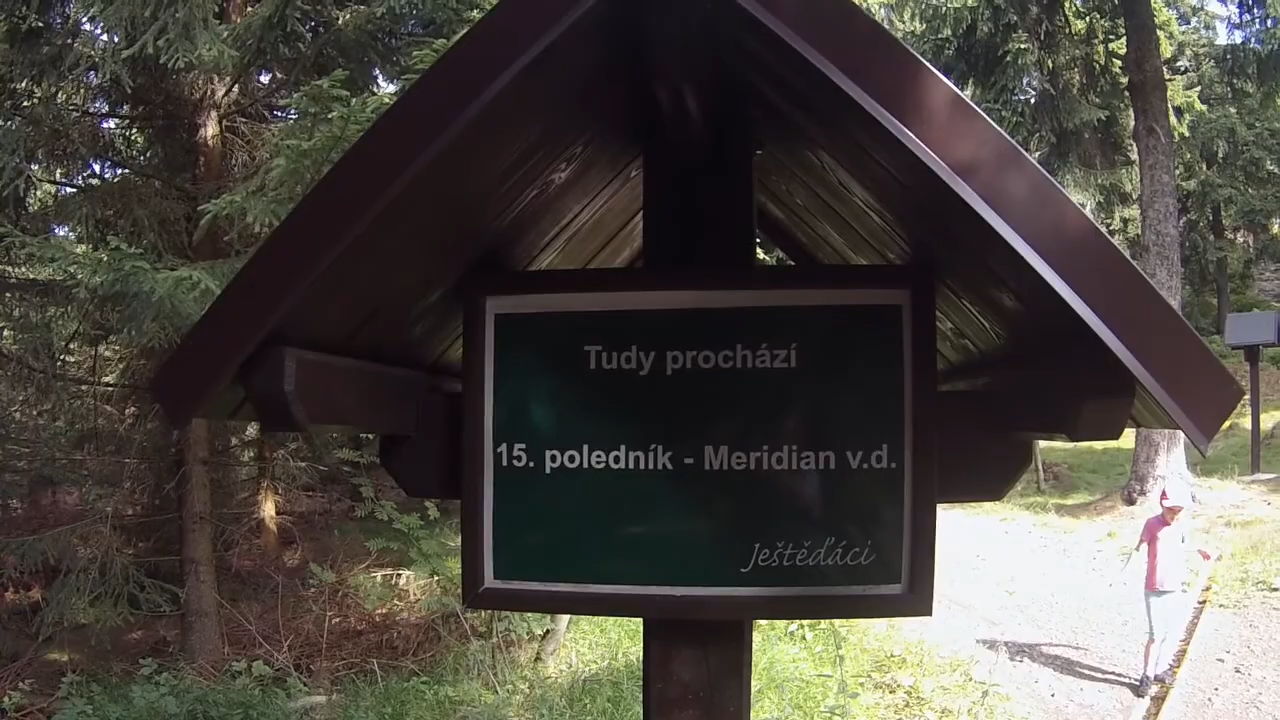 Tudy prochází
15. poledník - Meridian v.d.
Ještěďáci